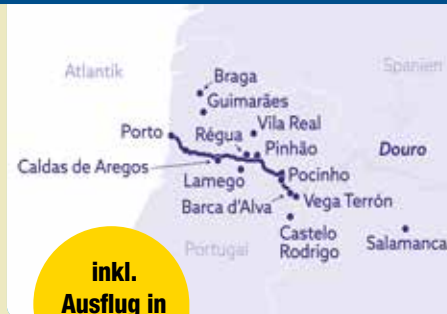 Atlantik
Spanien
Braga
Guimarães
Vila Real
Porto
Régua
Pinhão
Douro
Caldas de Aregos
Pocinho
Lamego
Barca d'Alva
Vega Terrón
Castelo
Rodrigo
Salamanca
Portugal
inkl.
Ausflug in